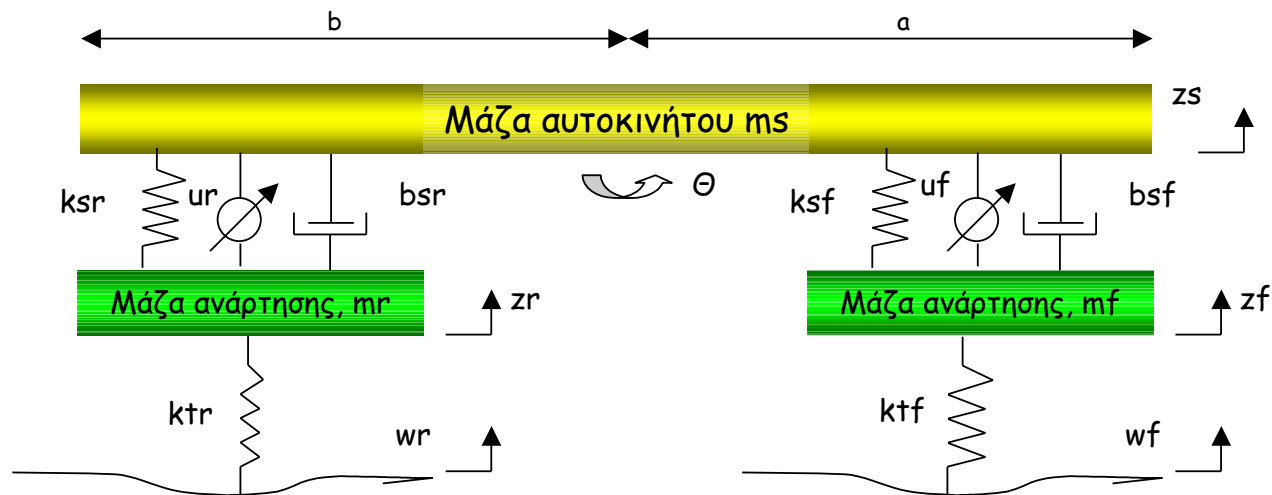 b
a
Μάζα αυτοκινήτου ms
zs
ksr
ur
bsr
Θ
ksf
uf
bsf
Μάζα ανάρτησης, mr
zr
Μάζα ανάρτησης, mf
zf
ktr
wr
ktf
wf